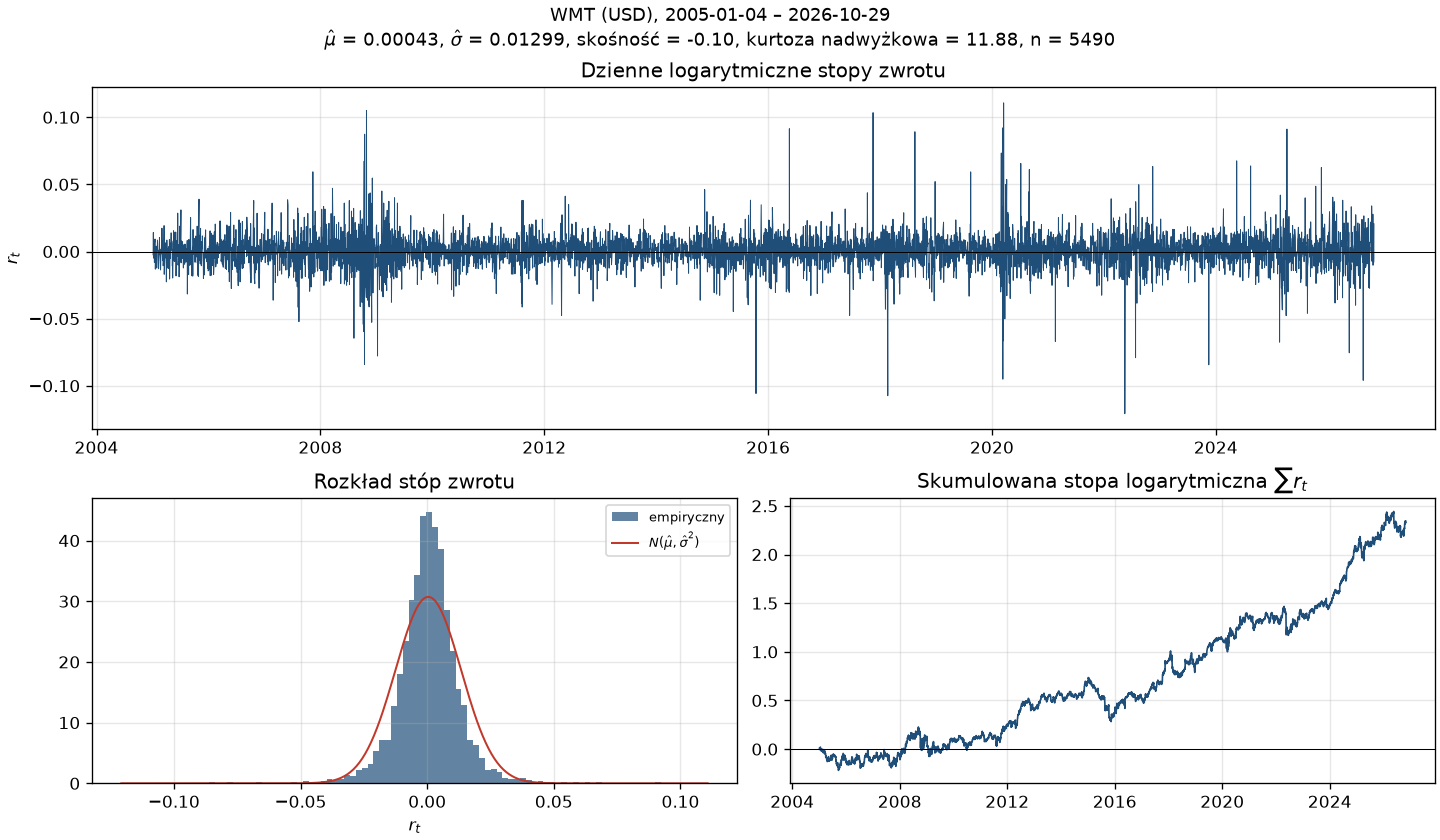 WMT (USD), 2005-01-04 – 2026-10-29
μ̂ = 0.00043, σ̂ = 0.01299, skośność = -0.10, kurtoza nadwyżkowa = 11.88, n = 5490
Dzienne logarytmiczne stopy zwrotu
r_t
0.10
0.05
0.00
−0.05
−0.10
2004 2008 2012 2016 2020 2024
Rozkład stóp zwrotu
empiryczny
N(μ̂, σ̂²)
40
30
20
10
0
−0.10 −0.05 0.00 0.05 0.10
r_t
Skumulowana stopa logarytmiczna ∑r_t
2.5
2.0
1.5
1.0
0.5
0.0
2004 2008 2012 2016 2020 2024